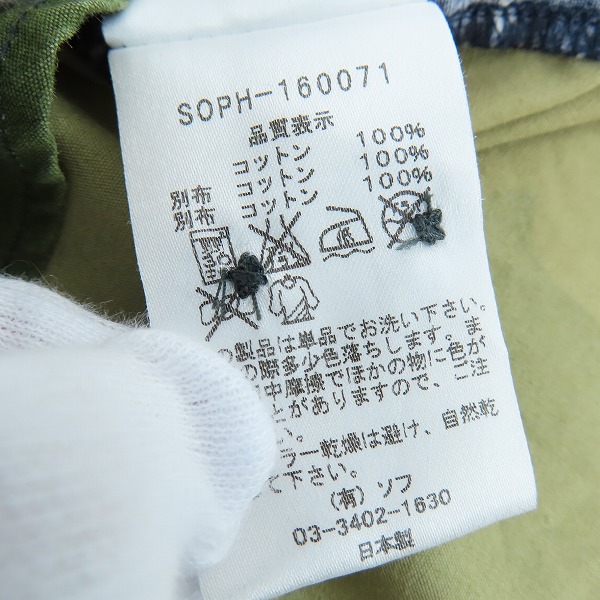 SOPH-160071
品質表示
コットン 100%
別布 コットン 100%
別布 コットン 100%
の製品は単品でお洗い下さい。
の際多少色落ちします。ま
中摩擦でほかの物に色が
とがありますので、ご注
い。
ラー乾燥は避け、自然乾
て下さい。
(有) ソフ
03-3402-1630
日本製